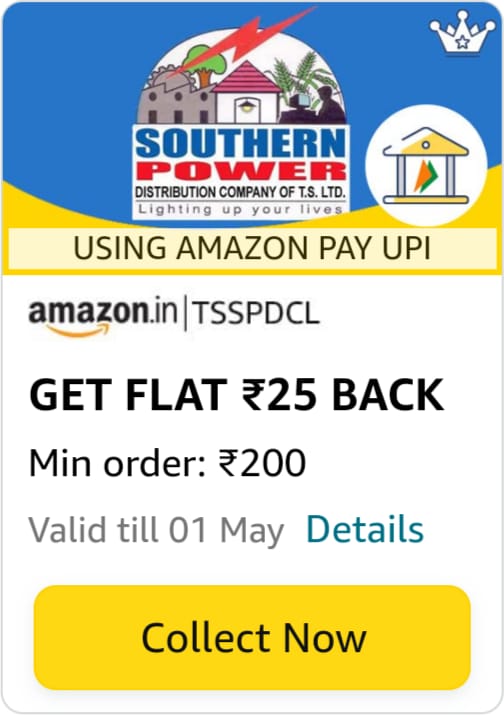 SOUTHERN
POWER
DISTRIBUTION COMPANY OF T.S. LTD.
Lighting up your lives
USING AMAZON PAY UPI
amazon.in|TSSPDCL
GET FLAT ₹25 BACK
Min order: ₹200
Valid till 01 May Details
Collect Now